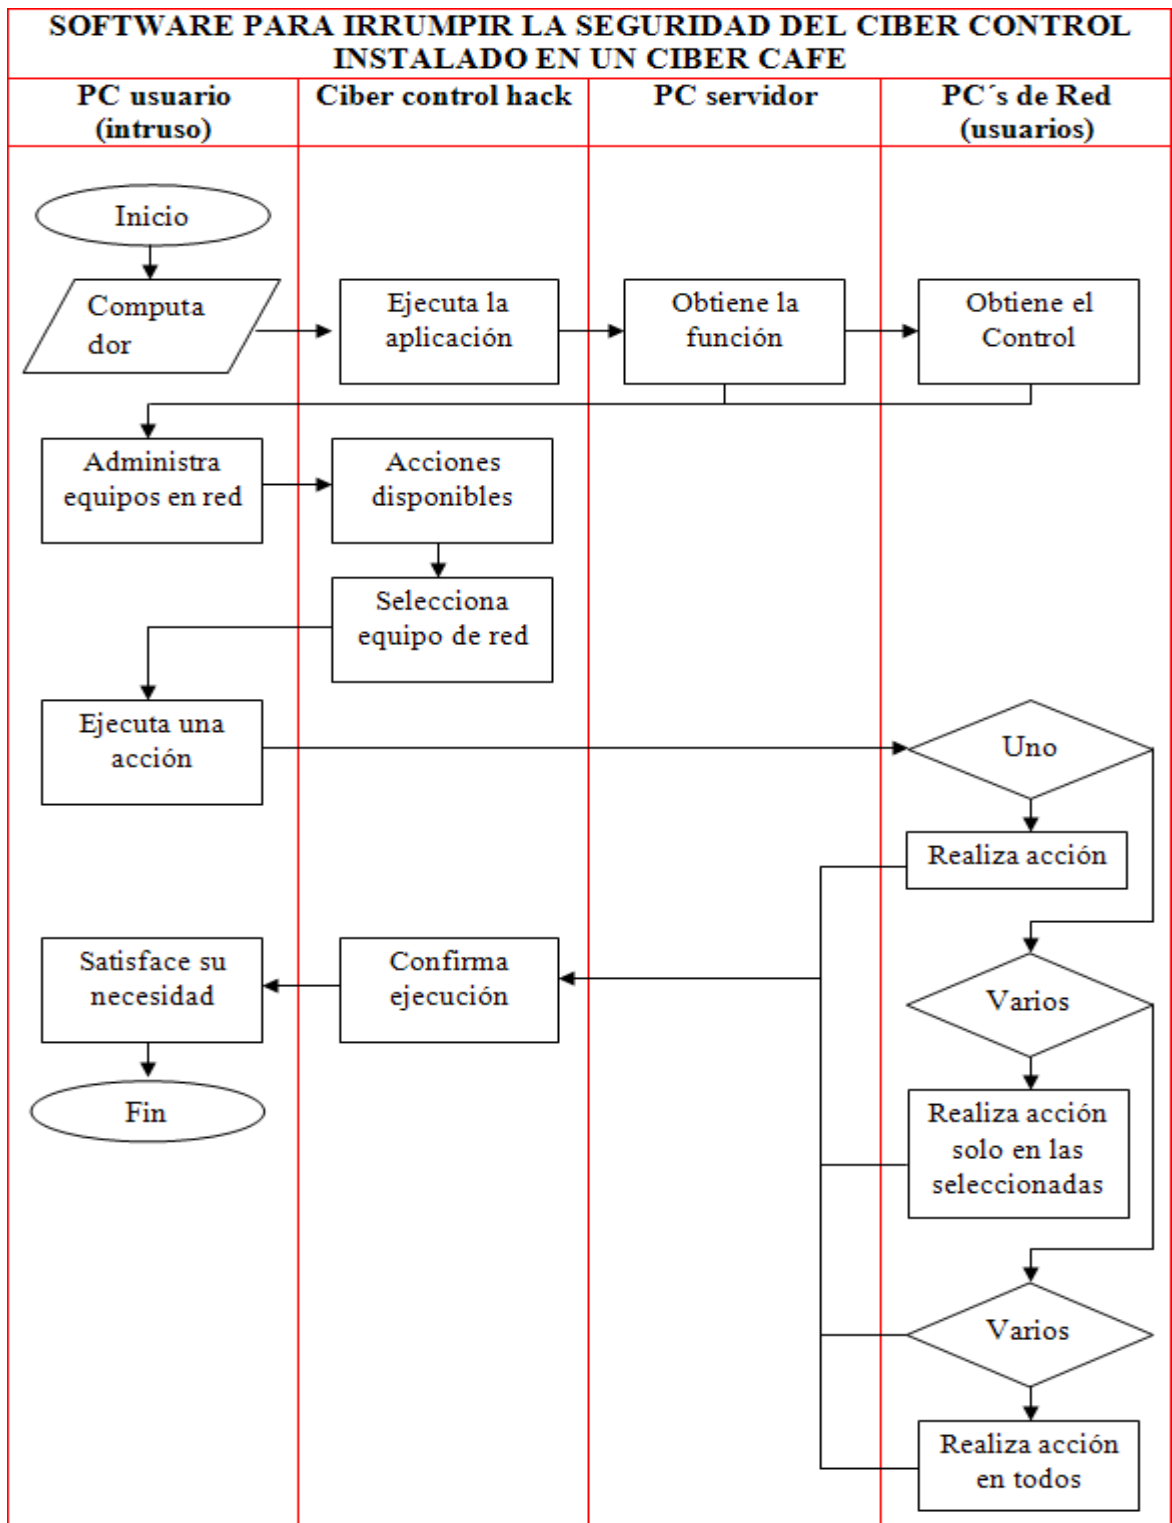 SOFTWARE PARA IRRUMPIR LA SEGURIDAD DEL CIBER CONTROL
INSTALADO EN UN CIBER CAFE
PC usuario
(intruso)
Ciber control hack
PC servidor
PC´s de Red
(usuarios)
Inicio
Computa
dor
Ejecuta la
aplicación
Obtiene la
función
Obtiene el
Control
Administra
equipos en red
Acciones
disponibles
Selecciona
equipo de red
Ejecuta una
acción
Uno
Realiza acción
Satisface su
necesidad
Confirma
ejecución
Varios
Fin
Realiza acción
solo en las
seleccionadas
Varios
Realiza acción
en todos